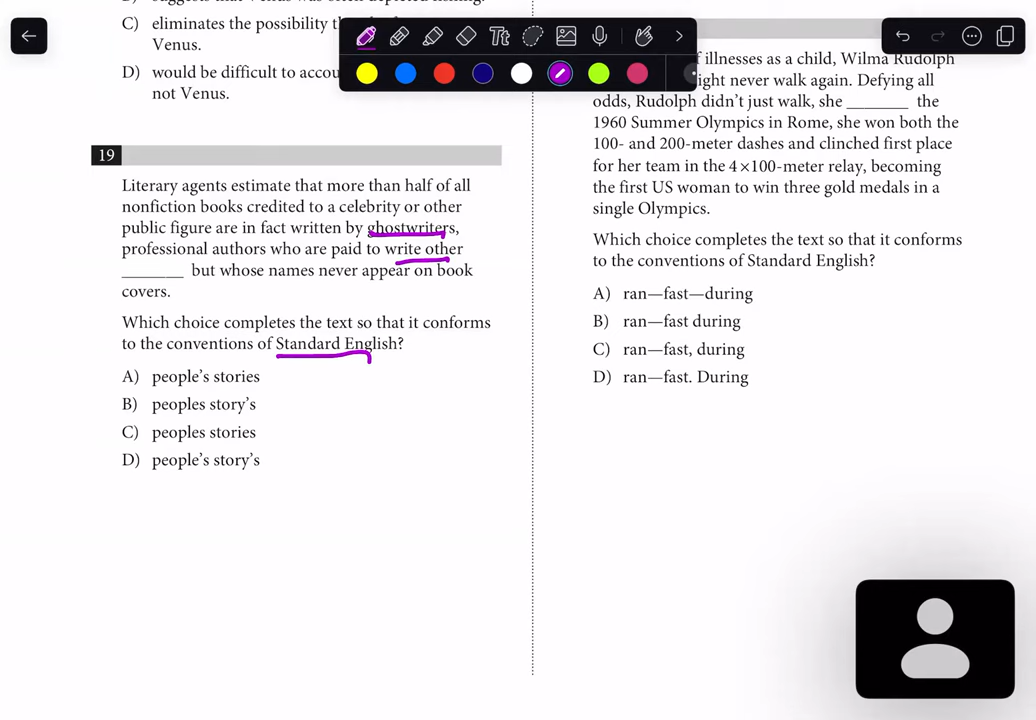 C) eliminates the possibility
Venus.
D) would be difficult to
not Venus.
19
Literary agents estimate that more than half of all
nonfiction books credited to a celebrity or other
public figure are in fact written by ghostwriters,
professional authors who are paid to write other
________ but whose names never appear on book
covers.
Which choice completes the text so that it conforms
to the conventions of Standard English?
A) people’s stories
B) peoples story’s
C) peoples stories
D) people’s story’s
Tt
illnesses as a child, Wilma Rudolph
never walk again. Defying all
odds, Rudolph didn’t just walk, she ________ the
1960 Summer Olympics in Rome, she won both the
100- and 200-meter dashes and clinched first place
for her team in the 4×100-meter relay, becoming
the first US woman to win three gold medals in a
single Olympics.
Which choice completes the text so that it conforms
to the conventions of Standard English?
A) ran—fast—during
B) ran—fast during
C) ran—fast, during
D) ran—fast. During